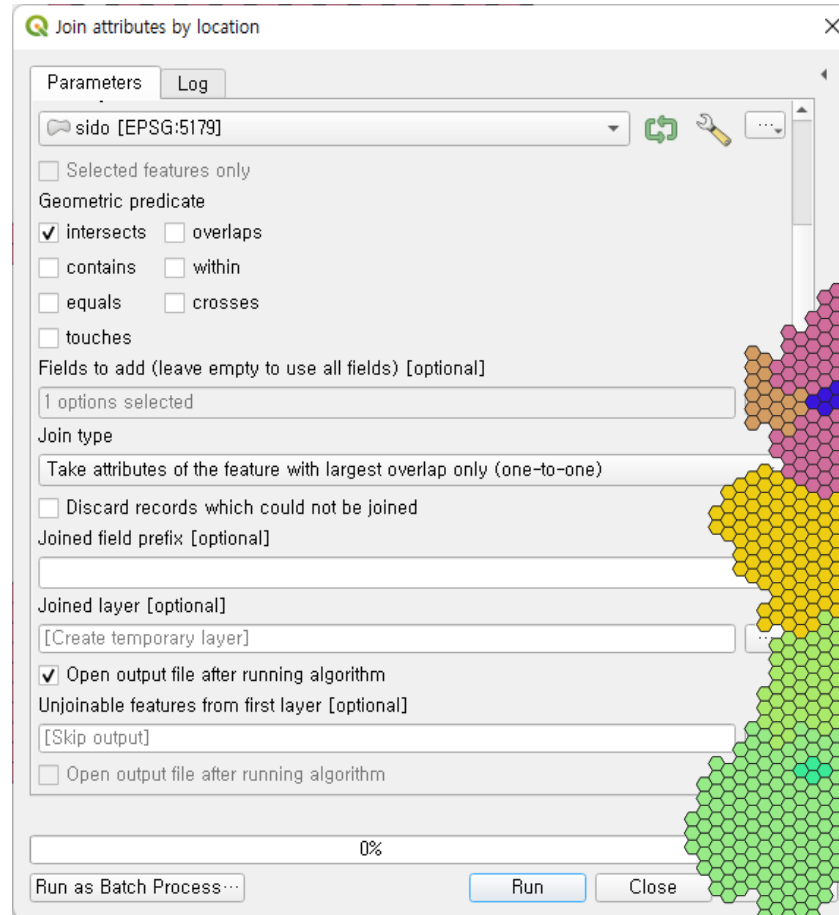 Join attributes by location
Parameters Log
sido [EPSG:5179]
Selected features only
Geometric predicate
intersects overlaps
contains within
equals crosses
touches
Fields to add (leave empty to use all fields) [optional]
1 options selected
Join type
Take attributes of the feature with largest overlap only (one-to-one)
Discard records which could not be joined
Joined field prefix [optional]
Joined layer [optional]
[Create temporary layer]
Open output file after running algorithm
Unjoinable features from first layer [optional]
[Skip output]
Open output file after running algorithm
0%
Run as Batch Process… Run Close